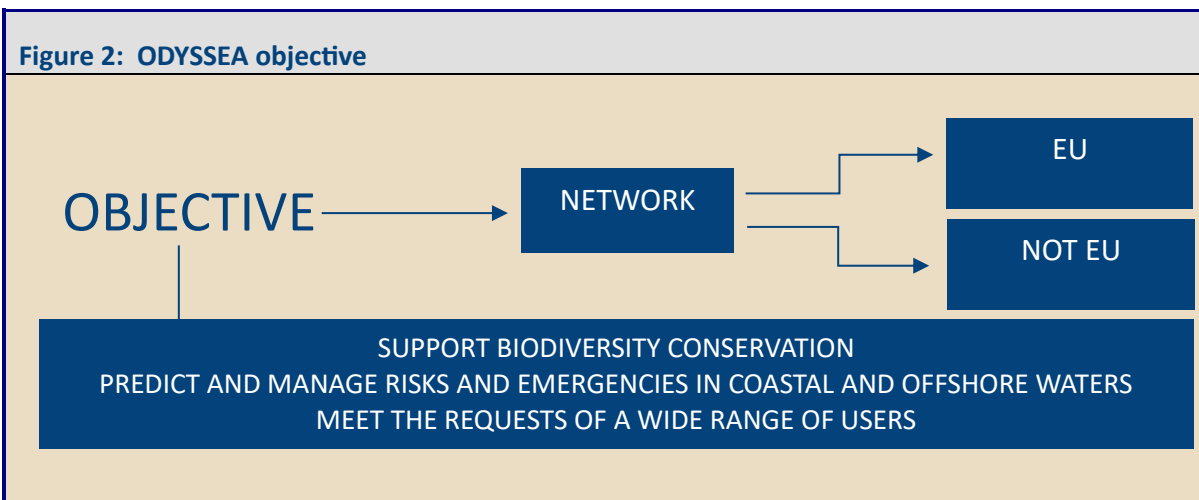 Figure 2: ODYSSEA objective
OBJECTIVE
NETWORK
EU
NOT EU
SUPPORT BIODIVERSITY CONSERVATION
PREDICT AND MANAGE RISKS AND EMERGENCIES IN COASTAL AND OFFSHORE WATERS
MEET THE REQUESTS OF A WIDE RANGE OF USERS